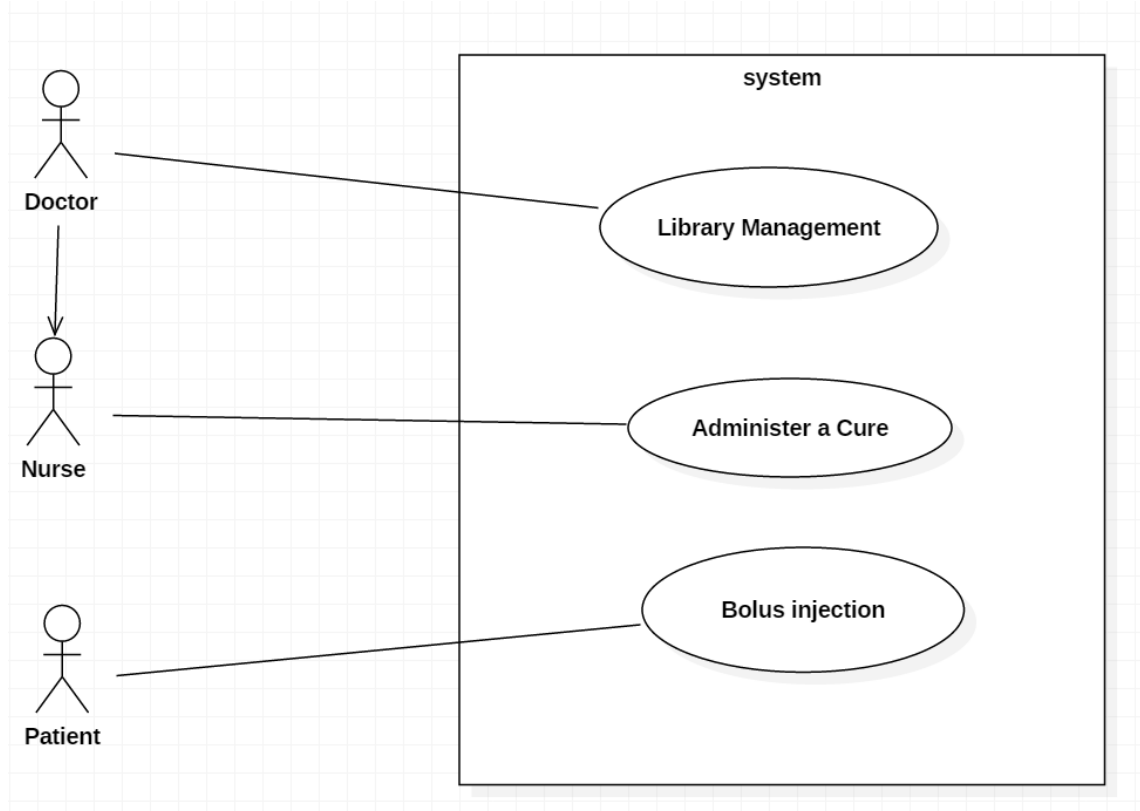 system
Doctor
Library Management
Nurse
Administer a Cure
Bolus injection
Patient